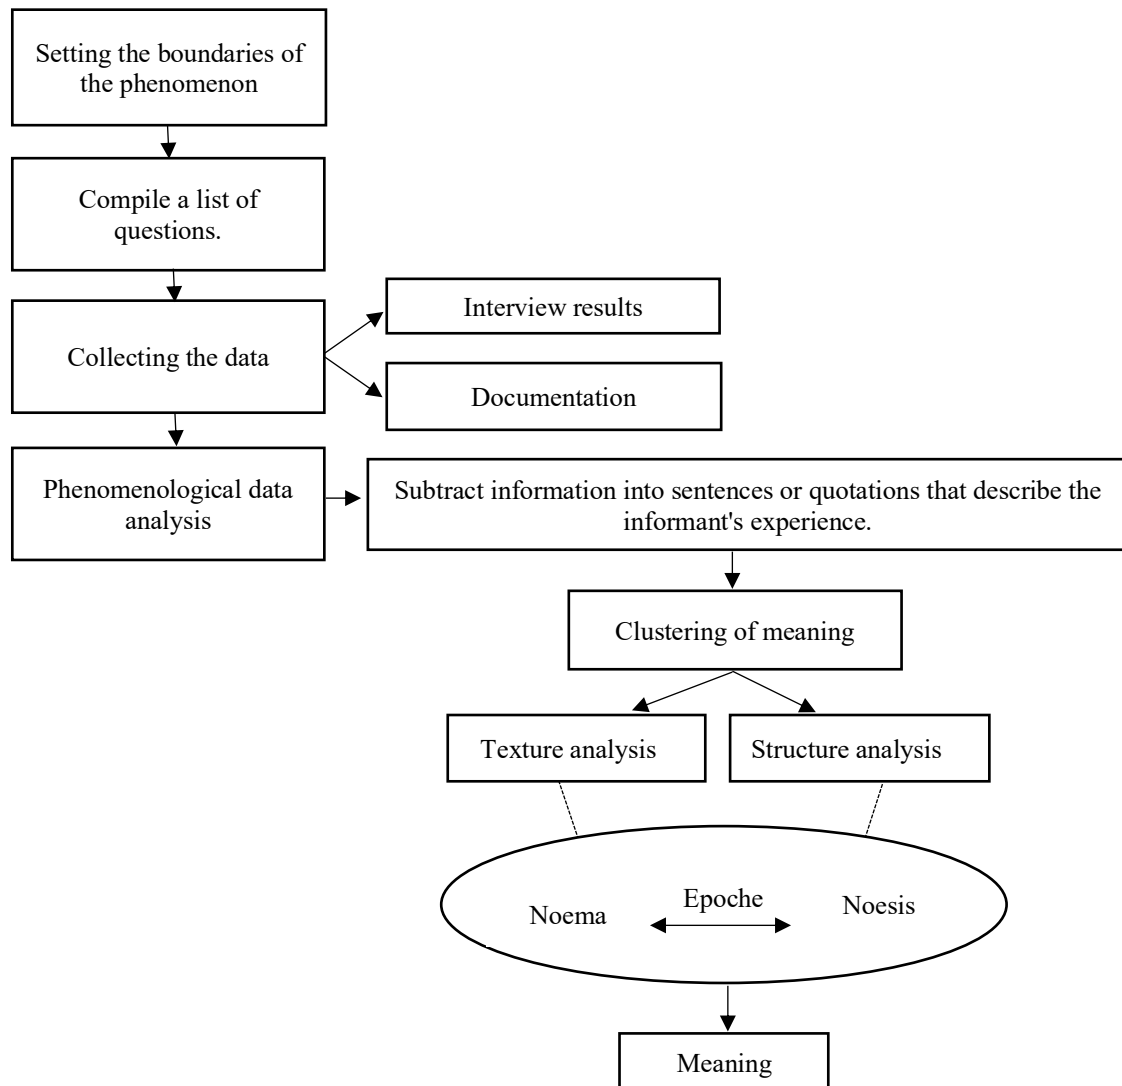 Setting the boundaries of
the phenomenon
Compile a list of
questions.
Collecting the data
Interview results
Documentation
Phenomenological data
analysis
Subtract information into sentences or quotations that describe the
informant's experience.
Clustering of meaning
Texture analysis
Structure analysis
Noema
Epoche
Noesis
Meaning